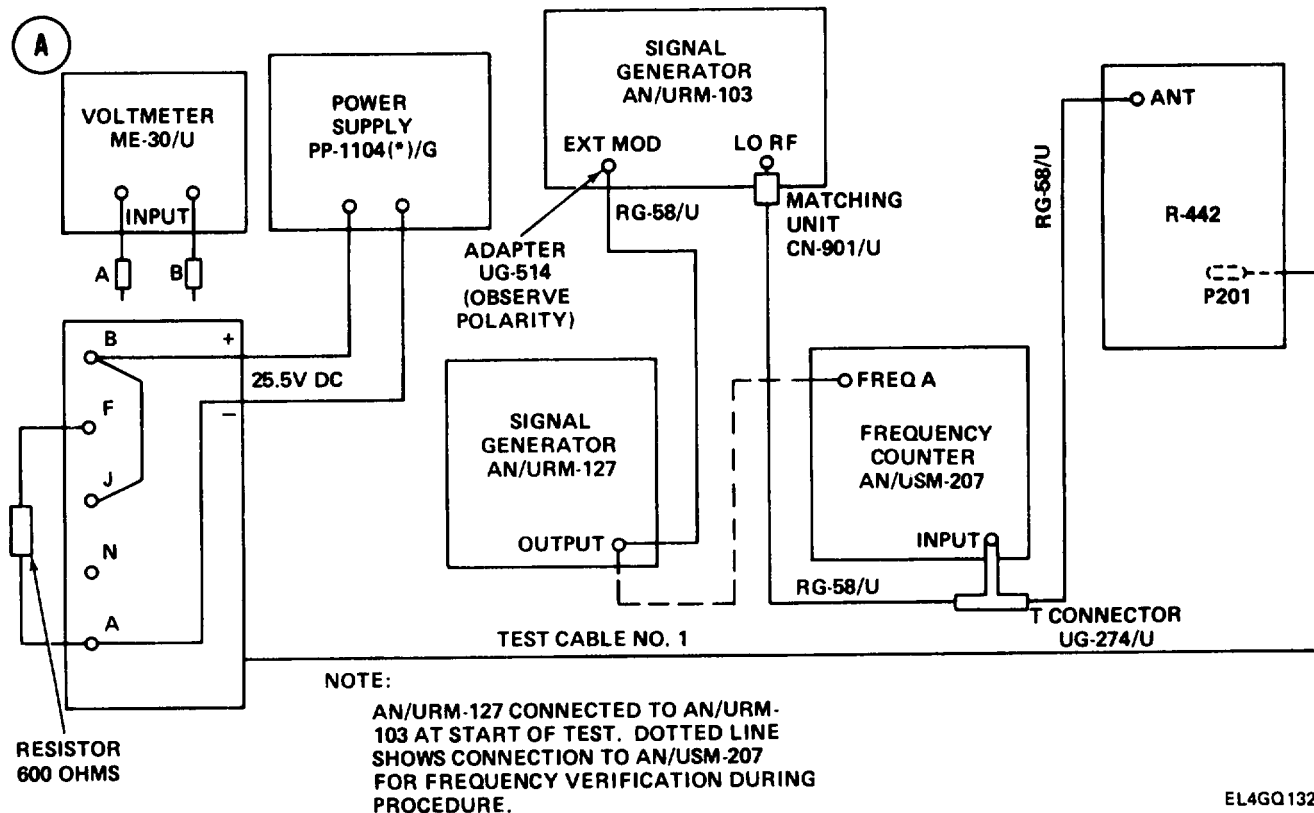 A
VOLTMETER
ME-30/U
INPUT
A
B
POWER
SUPPLY
PP-1104(*)/G
SIGNAL
GENERATOR
AN/URM-103
EXT MOD
LO RF
RG-58/U
MATCHING
UNIT
CN-901/U
ADAPTER
UG-514
(OBSERVE
POLARITY)
RG-58/U
ANT
R-442
P201
B
+
25.5V DC
F
–
J
N
A
SIGNAL
GENERATOR
AN/URM-127
OUTPUT
FREQ A
FREQUENCY
COUNTER
AN/USM-207
INPUT
RG-58/U
T CONNECTOR
UG-274/U
TEST CABLE NO. 1
RESISTOR
600 OHMS
NOTE:
AN/URM-127 CONNECTED TO AN/URM-
103 AT START OF TEST. DOTTED LINE
SHOWS CONNECTION TO AN/USM-207
FOR FREQUENCY VERIFICATION DURING
PROCEDURE.
EL4GQ132